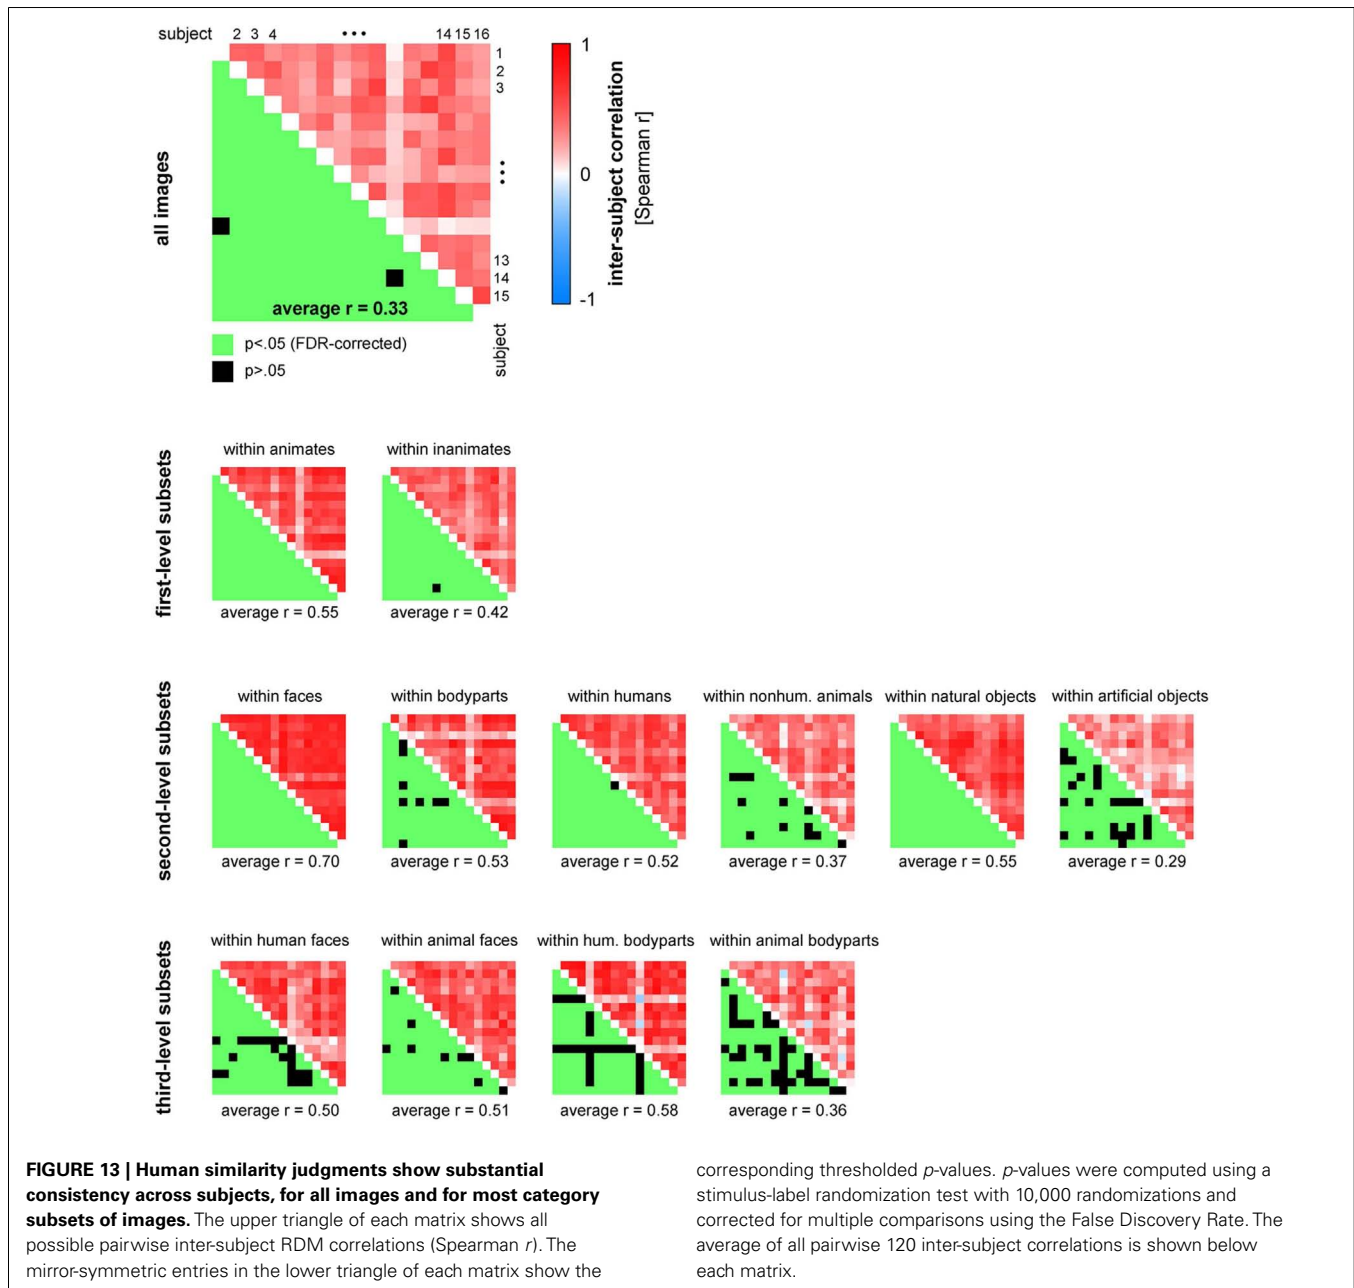 subject 2 3 4 ••• 14 15 16
1
2
3
•••
13
14
15
subject
all images
average r = 0.33
p<.05 (FDR-corrected)
p>.05
1
0
-1
inter-subject correlation
[Spearman r]
first-level subsets
within animates within inanimates
average r = 0.55 average r = 0.42
second-level subsets
within faces within bodyparts within humans within nonhum. animals within natural objects within artificial objects
average r = 0.70 average r = 0.53 average r = 0.52 average r = 0.37 average r = 0.55 average r = 0.29
third-level subsets
within human faces within animal faces within hum. bodyparts within animal bodyparts
average r = 0.50 average r = 0.51 average r = 0.58 average r = 0.36
FIGURE 13 | Human similarity judgments show substantial
consistency across subjects, for all images and for most category
subsets of images. The upper triangle of each matrix shows all
possible pairwise inter-subject RDM correlations (Spearman r). The
mirror-symmetric entries in the lower triangle of each matrix show the
corresponding thresholded p-values. p-values were computed using a
stimulus-label randomization test with 10,000 randomizations and
corrected for multiple comparisons using the False Discovery Rate. The
average of all pairwise 120 inter-subject correlations is shown below
each matrix.